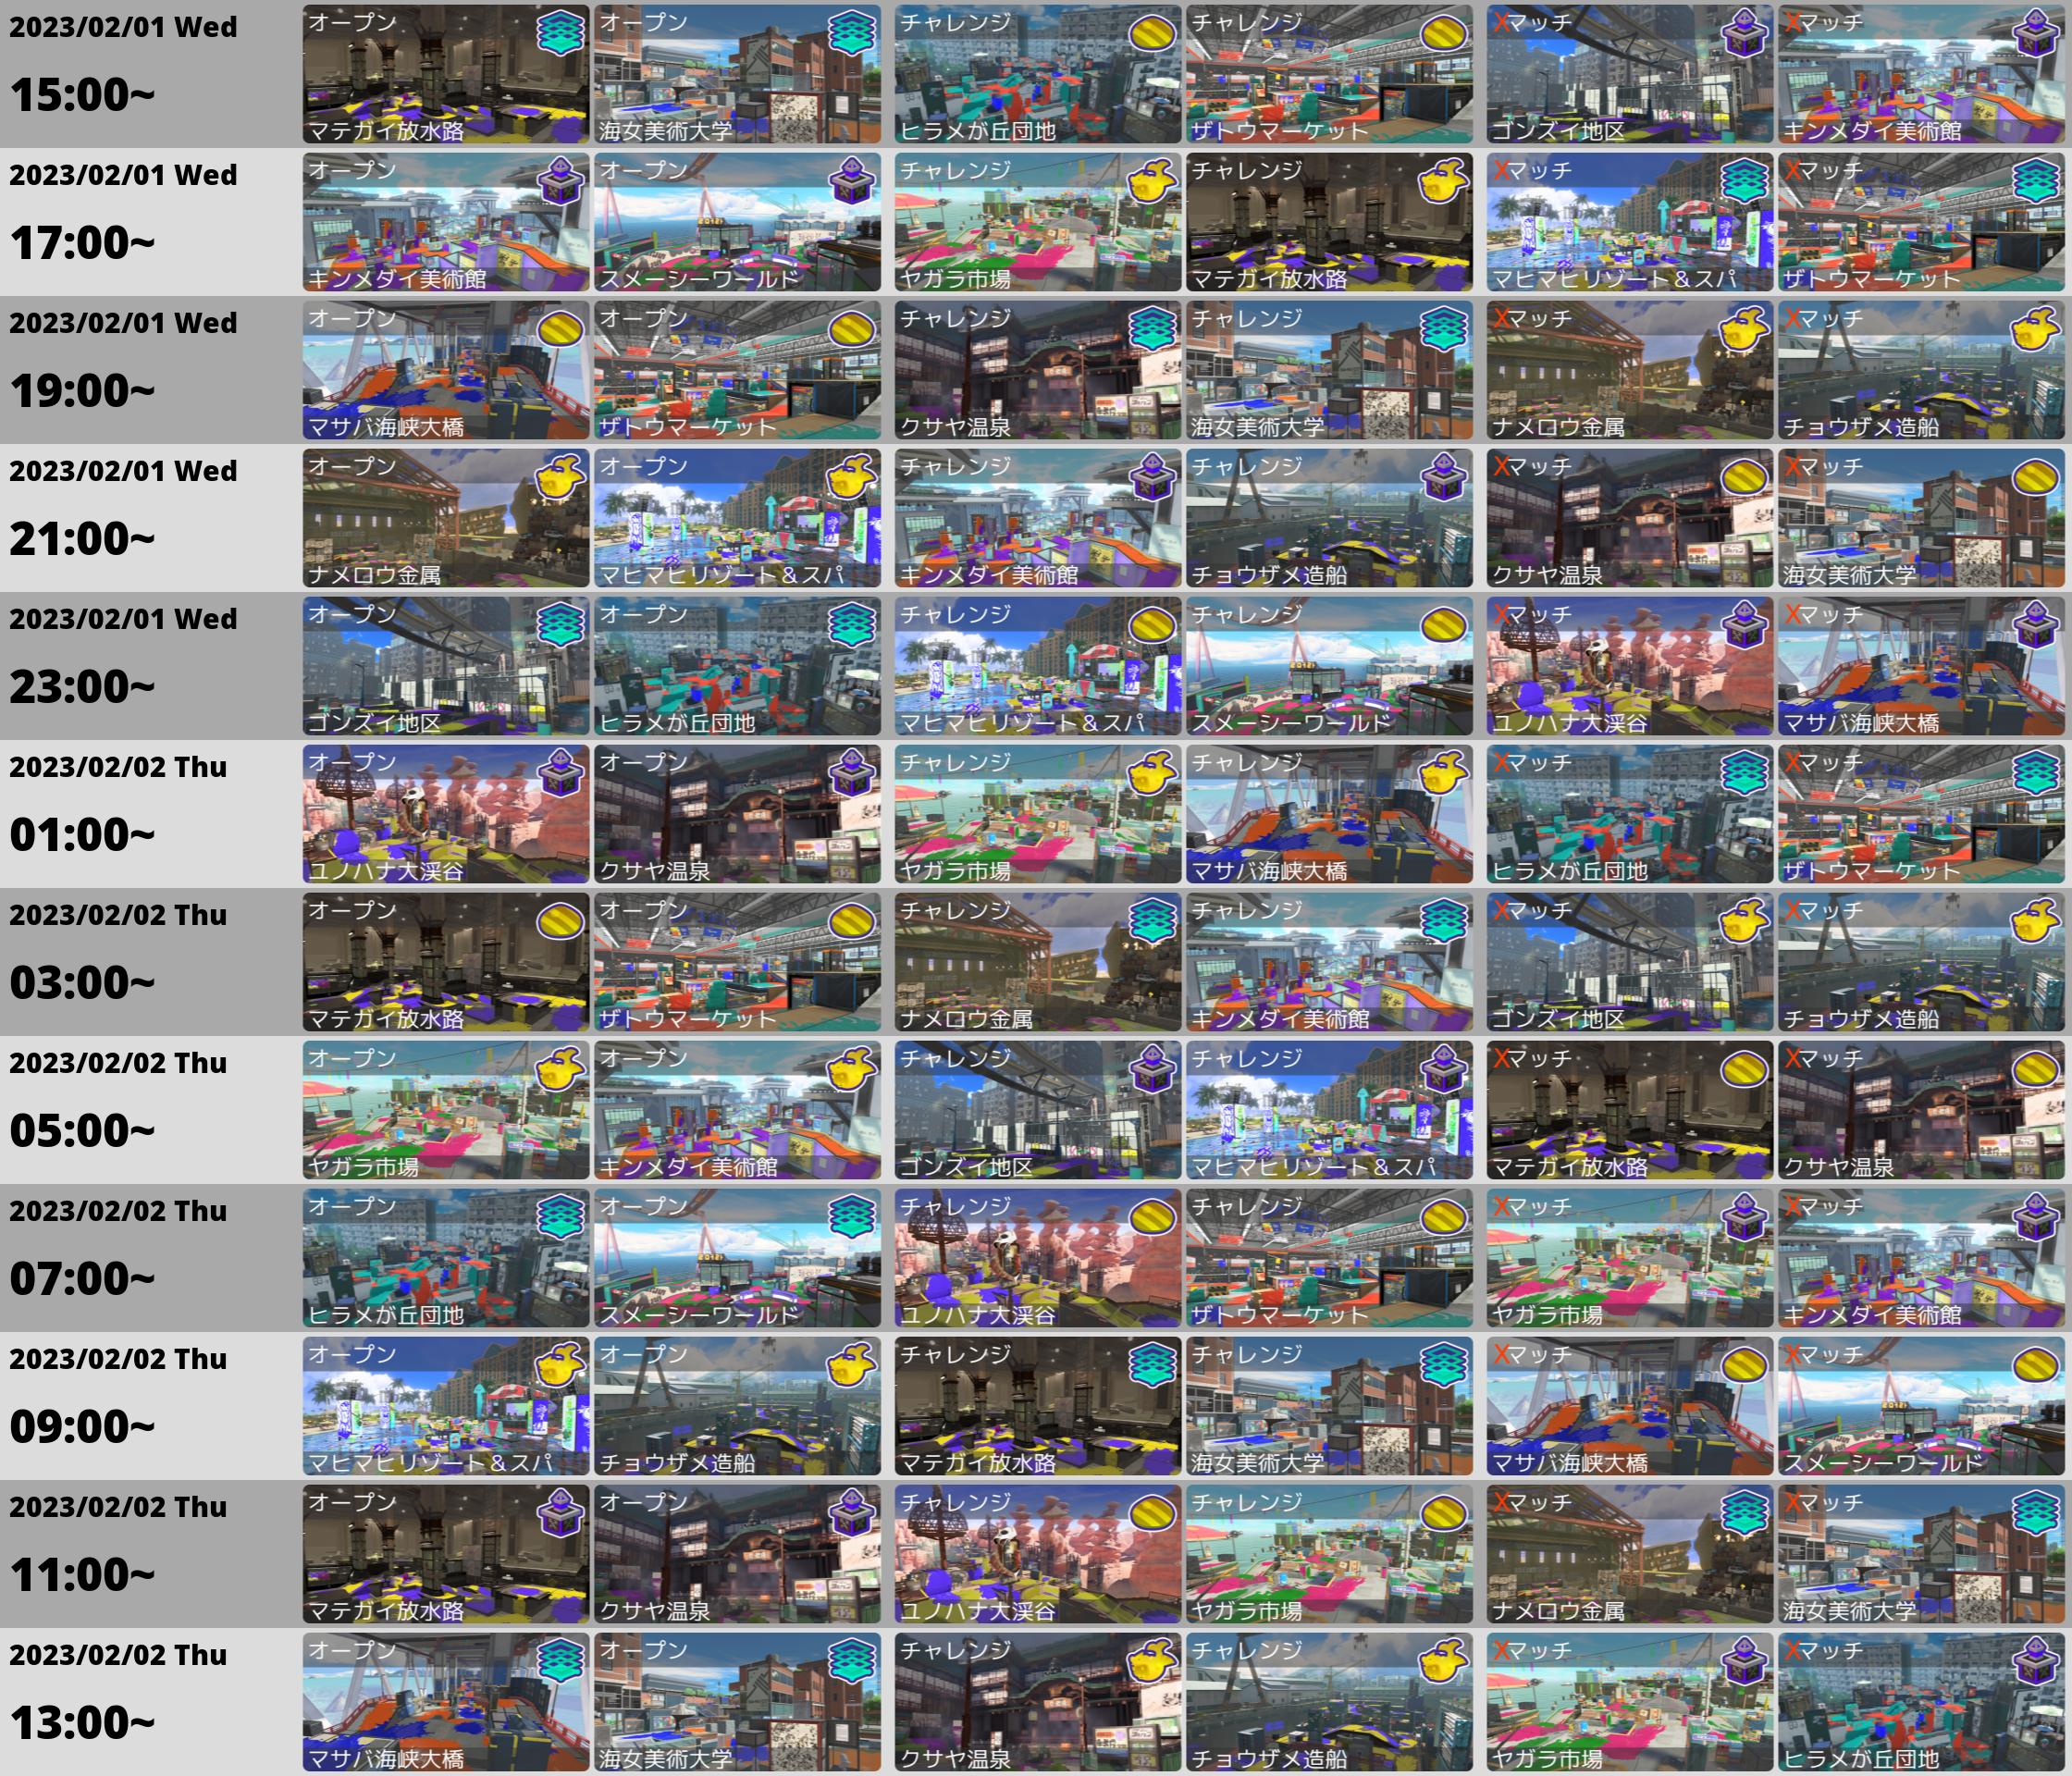 2023/02/01 Wed
15:00~
オープン
マテガイ放水路
オープン
海女美術大学
チャレンジ
ヒラメが丘団地
チャレンジ
ザトウマーケット
Xマッチ
ゴンズイ地区
Xマッチ
キンメダイ美術館
2023/02/01 Wed
17:00~
オープン
キンメダイ美術館
オープン
スメーシーワールド
チャレンジ
ヤガラ市場
チャレンジ
マテガイ放水路
Xマッチ
マヒマヒリゾート＆スパ
Xマッチ
ザトウマーケット
2023/02/01 Wed
19:00~
オープン
マサバ海峡大橋
オープン
ザトウマーケット
チャレンジ
クサヤ温泉
チャレンジ
海女美術大学
Xマッチ
ナメロウ金属
Xマッチ
チョウザメ造船
2023/02/01 Wed
21:00~
オープン
ナメロウ金属
オープン
マヒマヒリゾート＆スパ
チャレンジ
キンメダイ美術館
チャレンジ
チョウザメ造船
Xマッチ
クサヤ温泉
Xマッチ
海女美術大学
2023/02/01 Wed
23:00~
オープン
ゴンズイ地区
オープン
ヒラメが丘団地
チャレンジ
マヒマヒリゾート＆スパ
チャレンジ
スメーシーワールド
Xマッチ
ユノハナ大渓谷
Xマッチ
マサバ海峡大橋
2023/02/02 Thu
01:00~
オープン
ユノハナ大渓谷
オープン
クサヤ温泉
チャレンジ
ヤガラ市場
チャレンジ
マサバ海峡大橋
Xマッチ
ヒラメが丘団地
Xマッチ
ザトウマーケット
2023/02/02 Thu
03:00~
オープン
マテガイ放水路
オープン
ザトウマーケット
チャレンジ
ナメロウ金属
チャレンジ
キンメダイ美術館
Xマッチ
ゴンズイ地区
Xマッチ
チョウザメ造船
2023/02/02 Thu
05:00~
オープン
ヤガラ市場
オープン
キンメダイ美術館
チャレンジ
ゴンズイ地区
チャレンジ
マヒマヒリゾート＆スパ
Xマッチ
マテガイ放水路
Xマッチ
クサヤ温泉
2023/02/02 Thu
07:00~
オープン
ヒラメが丘団地
オープン
スメーシーワールド
チャレンジ
ユノハナ大渓谷
チャレンジ
ザトウマーケット
Xマッチ
ヤガラ市場
Xマッチ
キンメダイ美術館
2023/02/02 Thu
09:00~
オープン
マヒマヒリゾート＆スパ
オープン
チョウザメ造船
チャレンジ
マテガイ放水路
チャレンジ
海女美術大学
Xマッチ
マサバ海峡大橋
Xマッチ
スメーシーワールド
2023/02/02 Thu
11:00~
オープン
マテガイ放水路
オープン
クサヤ温泉
チャレンジ
ユノハナ大渓谷
チャレンジ
ヤガラ市場
Xマッチ
ナメロウ金属
Xマッチ
海女美術大学
2023/02/02 Thu
13:00~
オープン
マサバ海峡大橋
オープン
海女美術大学
チャレンジ
クサヤ温泉
チャレンジ
チョウザメ造船
Xマッチ
ヤガラ市場
Xマッチ
ヒラメが丘団地